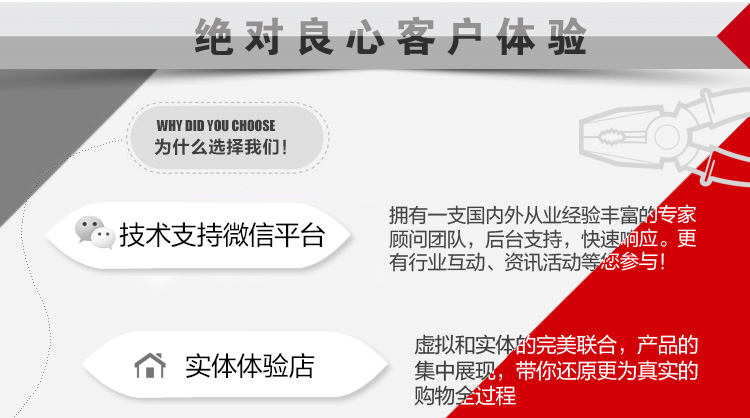 绝对良心客户体验
WHY DID YOU CHOOSE
为什么选择我们！
技术支持微信平台
拥有一支国内外从业经验丰富的专家
顾问团队，后台支持，快速响应。更
有行业互动、资讯活动等您参与！
实体体验店
虚拟和实体的完美联合，产品的
集中展现，带你还原更为真实的
购物全过程